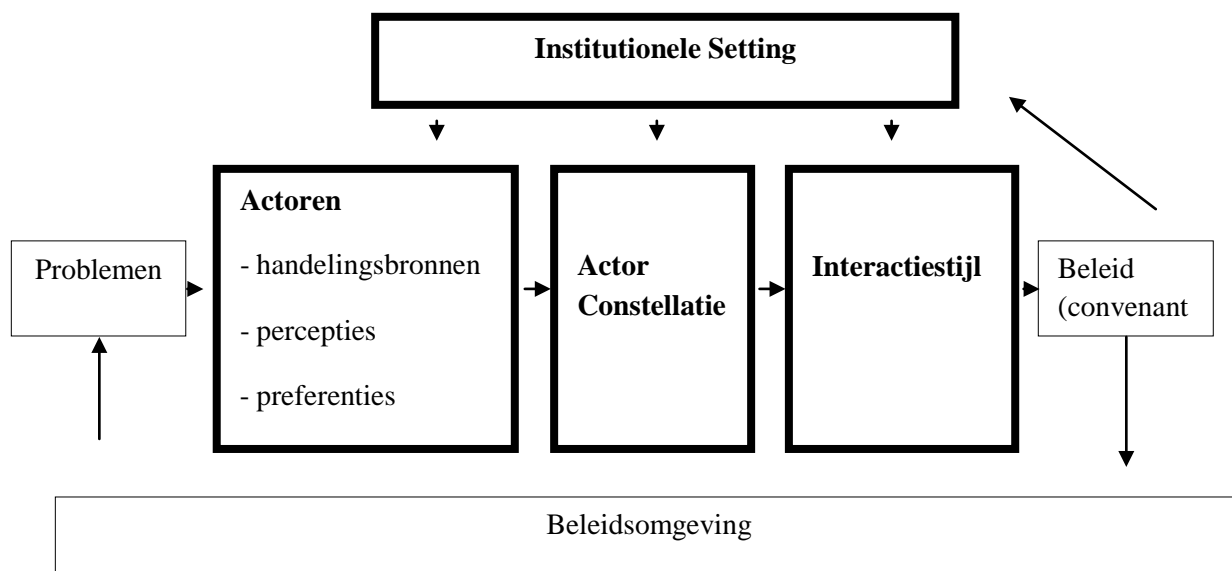 Institutionele Setting
Problemen
Actoren
- handelingsbronnen
- percepties
- preferenties
Actor
Constellatie
Interactiestijl
Beleid
(convenant
Beleidsomgeving